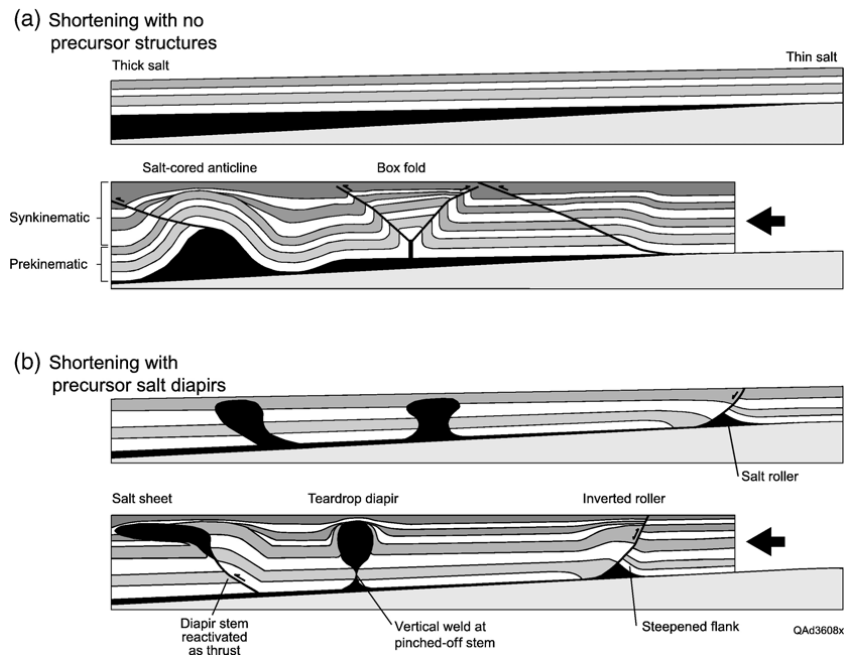 (a) Shortening with no
precursor structures
Thick salt
Thin salt
Salt-cored anticline
Box fold
Synkinematic
Prekinematic
(b) Shortening with
precursor salt diapirs
Salt roller
Salt sheet
Teardrop diapir
Inverted roller
Diapir stem
reactivated
as thrust
Vertical weld at
pinched-off stem
Steepened flank
QAd3608x